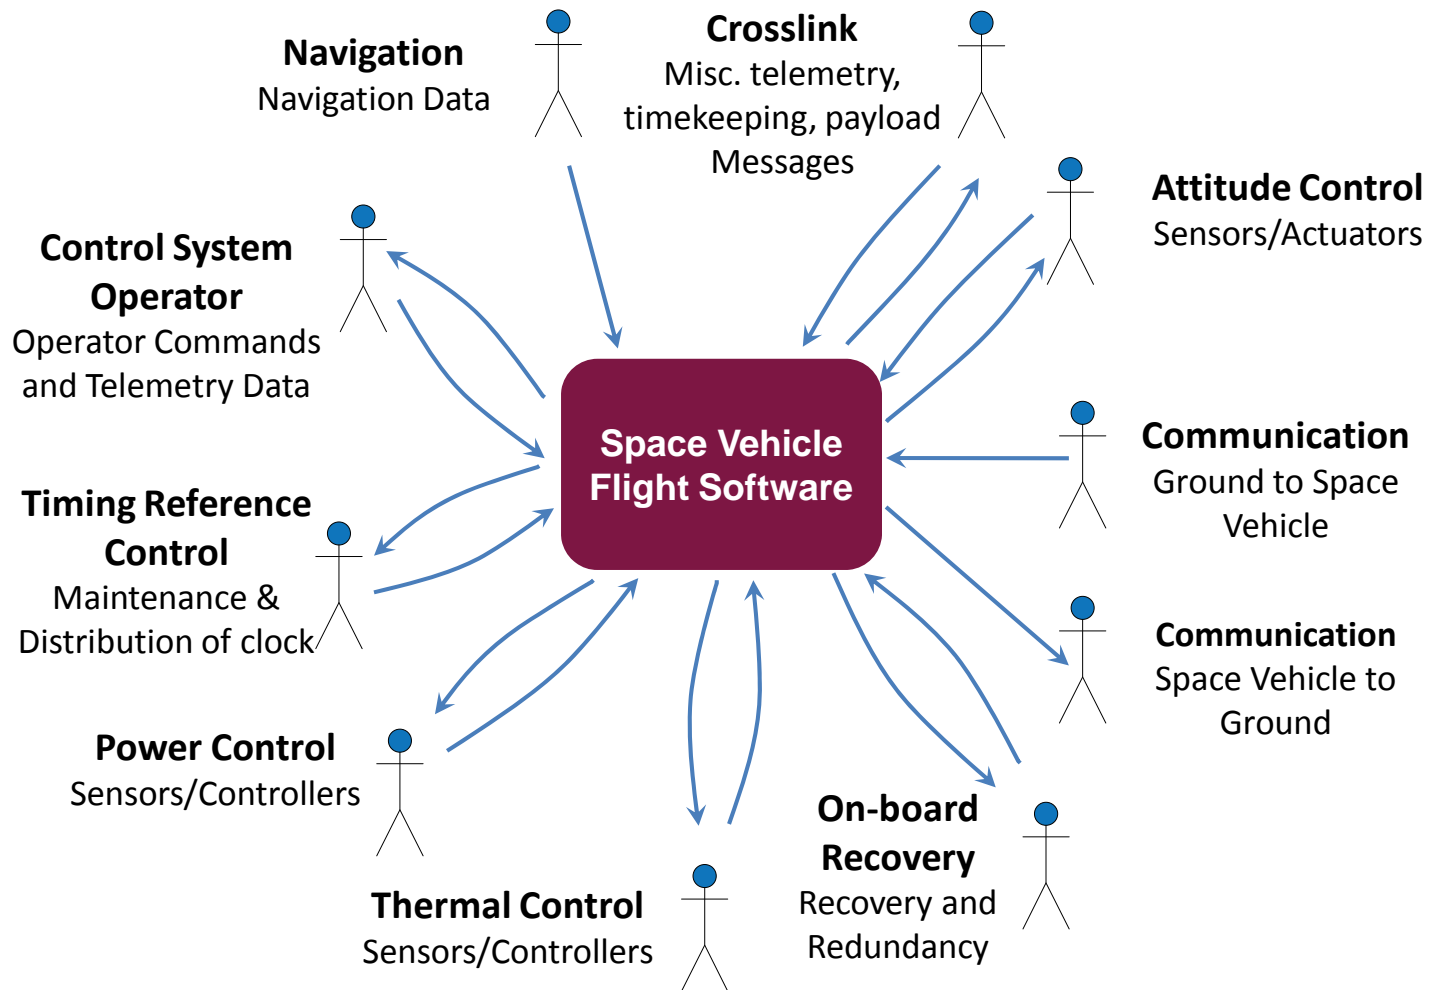 Navigation
Navigation Data
Crosslink
Misc. telemetry,
timekeeping, payload
Messages
Attitude Control
Sensors/Actuators
Control System
Operator
Operator Commands
and Telemetry Data
Space Vehicle
Flight Software
Communication
Ground to Space
Vehicle
Timing Reference
Control
Maintenance &
Distribution of clock
Communication
Space Vehicle to
Ground
Power Control
Sensors/Controllers
On-board
Recovery
Recovery and
Redundancy
Thermal Control
Sensors/Controllers